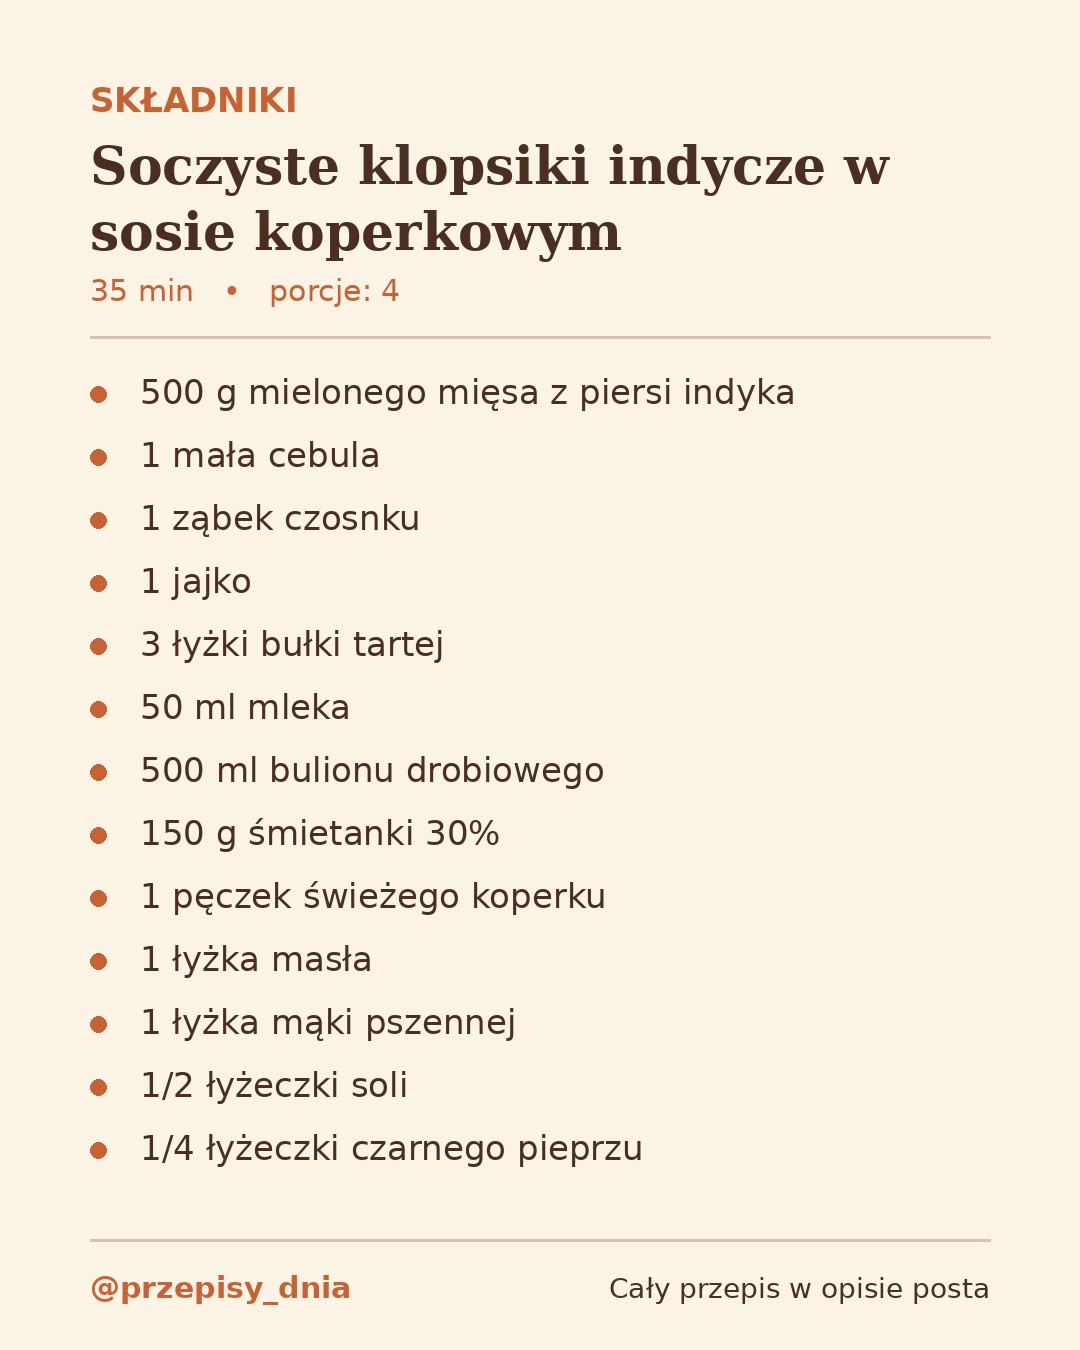 SKŁADNIKI
Soczyste klopsiki indycze w
sosie koperkowym
35 min • porcje: 4
• 500 g mielonego mięsa z piersi indyka
• 1 mała cebula
• 1 ząbek czosnku
• 1 jajko
• 3 łyżki bułki tartej
• 50 ml mleka
• 500 ml bulionu drobiowego
• 150 g śmietanki 30%
• 1 pęczek świeżego koperku
• 1 łyżka masła
• 1 łyżka mąki pszennej
• 1/2 łyżeczki soli
• 1/4 łyżeczki czarnego pieprzu
@przepisy_dnia
Cały przepis w opisie posta